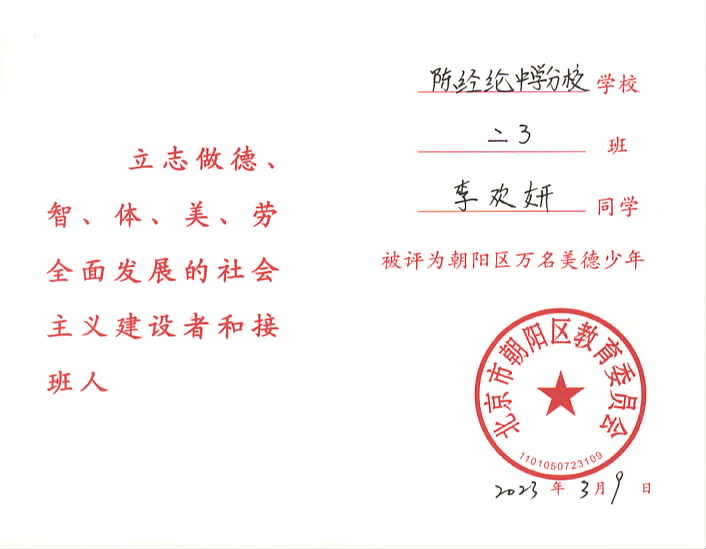 立志做德、
智、体、美、劳
全面发展的社会
主义建设者和接
班人
陈经纶中学分校 学校
二3 班
李欢妍 同学
被评为朝阳区万名美德少年
北京市朝阳区教育委员会
1101050723109
2023 年 3月9 日